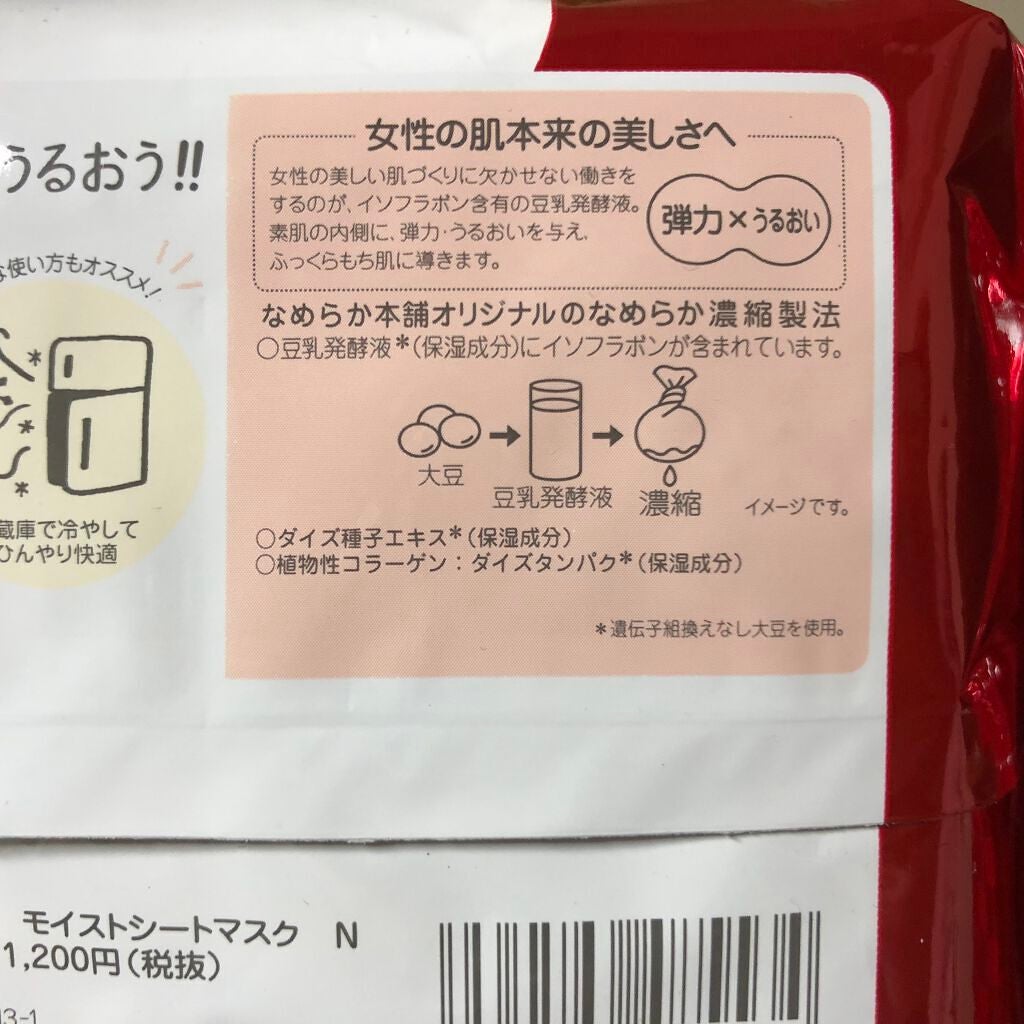 うるおう!!
な使い方もオススメ!
蔵庫で冷やして
ひんやり快適
女性の肌本来の美しさへ
女性の美しい肌づくりに欠かせない働きを
するのが、イソフラボン含有の豆乳発酵液。
素肌の内側に、弾力・うるおいを与え、
ふっくらもち肌に導きます。
弾力×うるおい
なめらか本舗オリジナルのなめらか濃縮製法
○豆乳発酵液*(保湿成分)にイソフラボンが含まれています。
大豆
豆乳発酵液
濃縮
イメージです。
○ダイズ種子エキス*(保湿成分)
○植物性コラーゲン:ダイズタンパク*(保湿成分)
*遺伝子組換えなし大豆を使用。
モイストシートマスク N
1,200円(税抜)
13-1